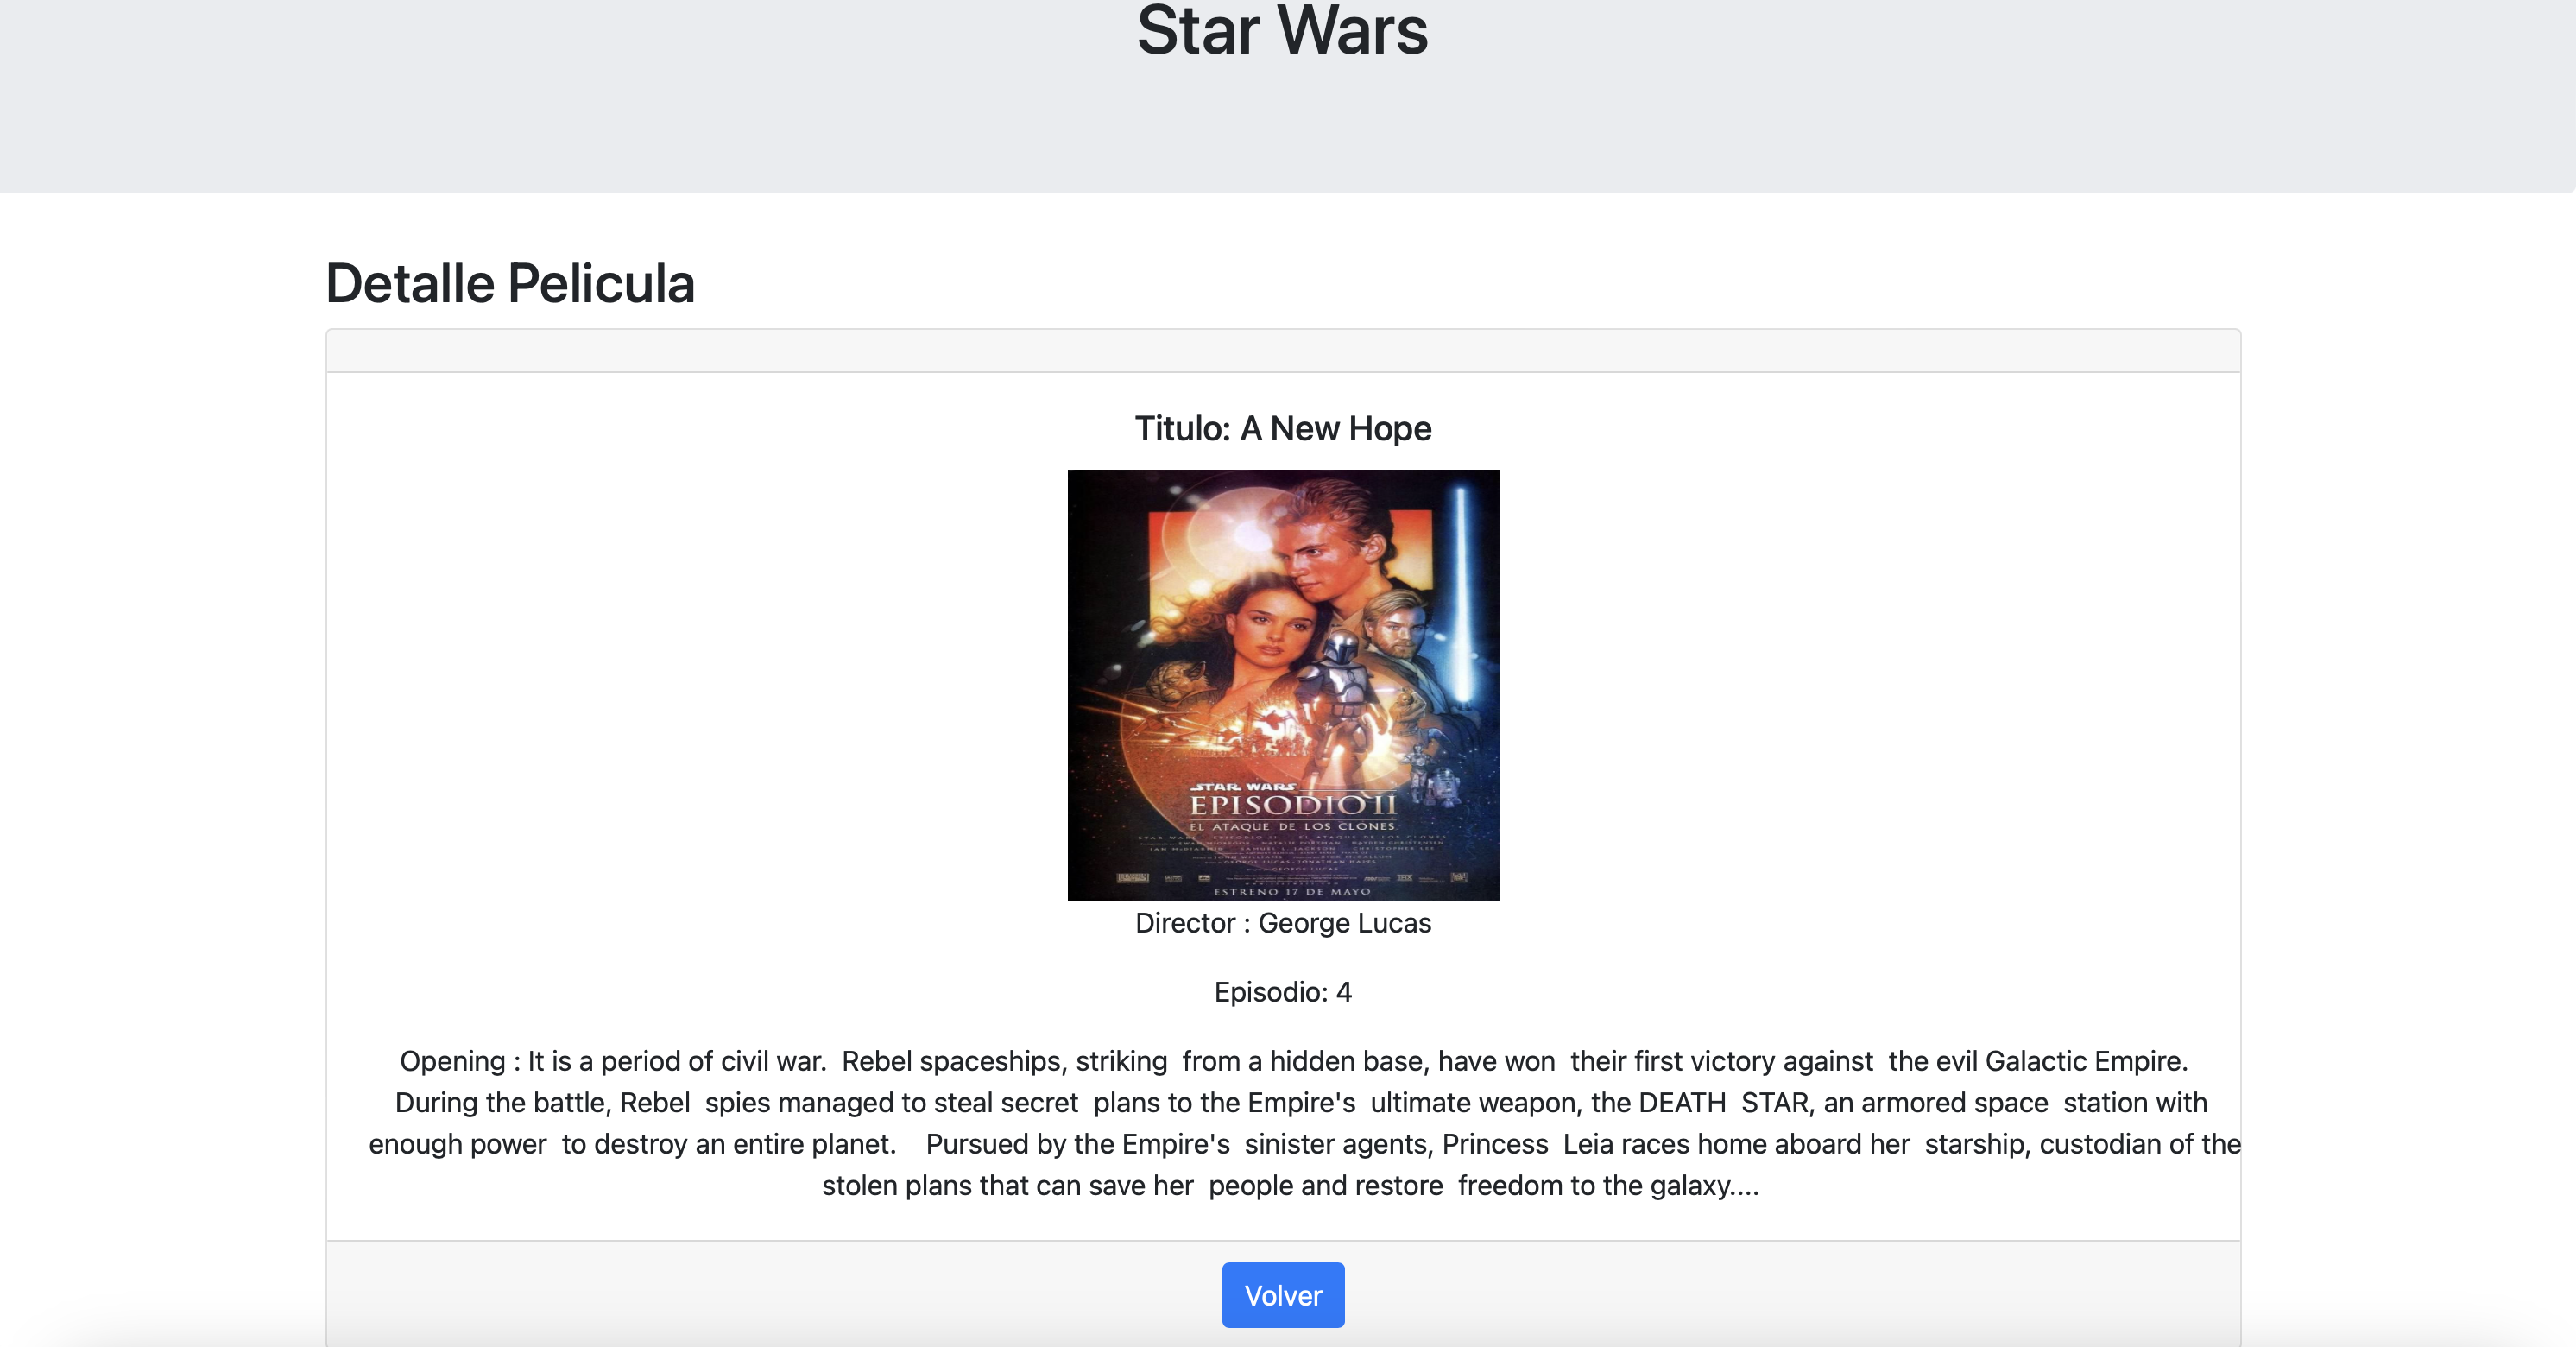 Star Wars
Detalle Pelicula
Titulo: A New Hope
STAR WARS
EPISODIO II
EL ATAQUE DE LOS CLONES
ESTRENO 17 DE MAYO
Director : George Lucas
Episodio: 4
Opening : It is a period of civil war.  Rebel spaceships, striking  from a hidden base, have won  their first victory against  the evil Galactic Empire.
During the battle, Rebel  spies managed to steal secret  plans to the Empire's  ultimate weapon, the DEATH  STAR, an armored space  station with
enough power  to destroy an entire planet.    Pursued by the Empire's  sinister agents, Princess  Leia races home aboard her  starship, custodian of the
stolen plans that can save her  people and restore  freedom to the galaxy....
Volver